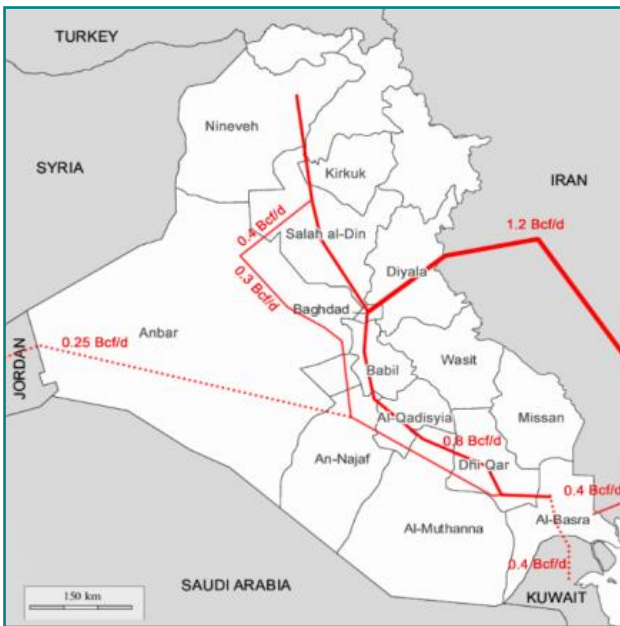 TURKEY
Nineveh
SYRIA
Kirkuk
IRAN
1.2 Bcf/d
0.4 Bcf/d
Salah al-Din
Diyala
0.3 Bcf/d
Baghdad
Anbar
0.25 Bcf/d
JORDAN
Babil
Wasit
Al-Qadisyia
Missan
0.8 Bcf/d
An-Najaf
Dhi-Qar
0.4 Bcf/d
Al-Basra
Al-Muthanna
0.4 Bcf/d
SAUDI ARABIA
KUWAIT
150 km